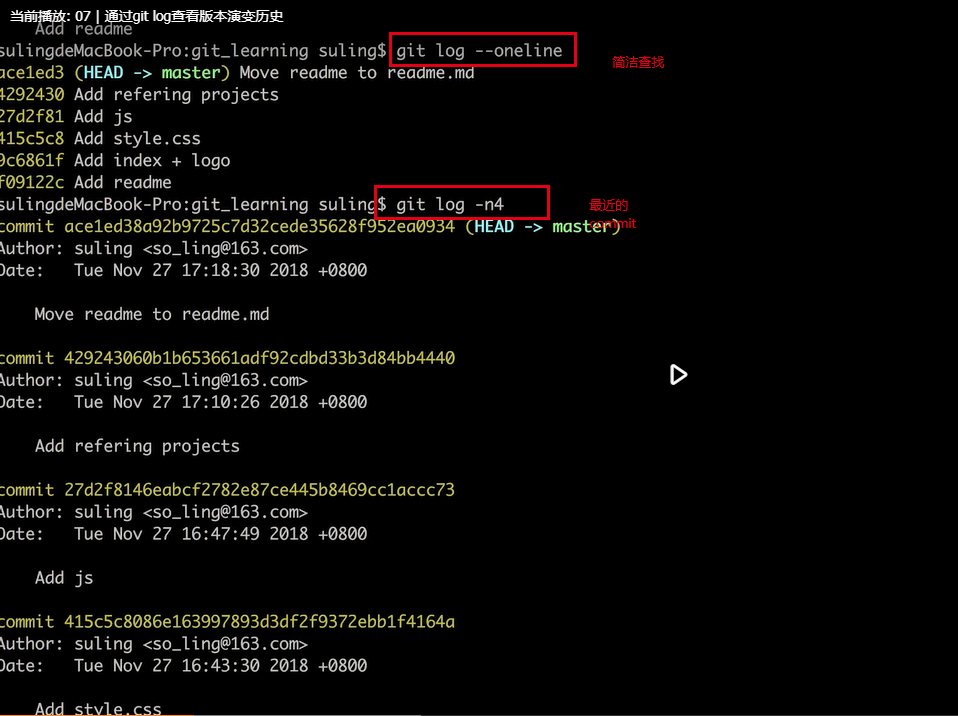 当前播放: 07 | 通过git log查看版本演变历史
Add readme
sulingdeMacBook-Pro:git_learning suling$ git log --oneline
简洁查找
ace1ed3 (HEAD -> master) Move readme to readme.md
4292430 Add refering projects
27d2f81 Add js
415c5c8 Add style.css
9c6861f Add index + logo
f09122c Add readme
sulingdeMacBook-Pro:git_learning suling$ git log -n4
最近的
commit
commit ace1ed38a92b9725c7d32cede35628f952ea0934 (HEAD -> master)
Author: suling <so_ling@163.com>
Date: Tue Nov 27 17:18:30 2018 +0800
Move readme to readme.md
commit 429243060b1b653661adf92cdbd33b3d84bb4440
Author: suling <so_ling@163.com>
Date: Tue Nov 27 17:10:26 2018 +0800
Add refering projects
commit 27d2f8146eabcf2782e87ce445b8469cc1accc73
Author: suling <so_ling@163.com>
Date: Tue Nov 27 16:47:49 2018 +0800
Add js
commit 415c5c8086e163997893d3df2f9372ebb1f4164a
Author: suling <so_ling@163.com>
Date: Tue Nov 27 16:43:30 2018 +0800
Add style.css